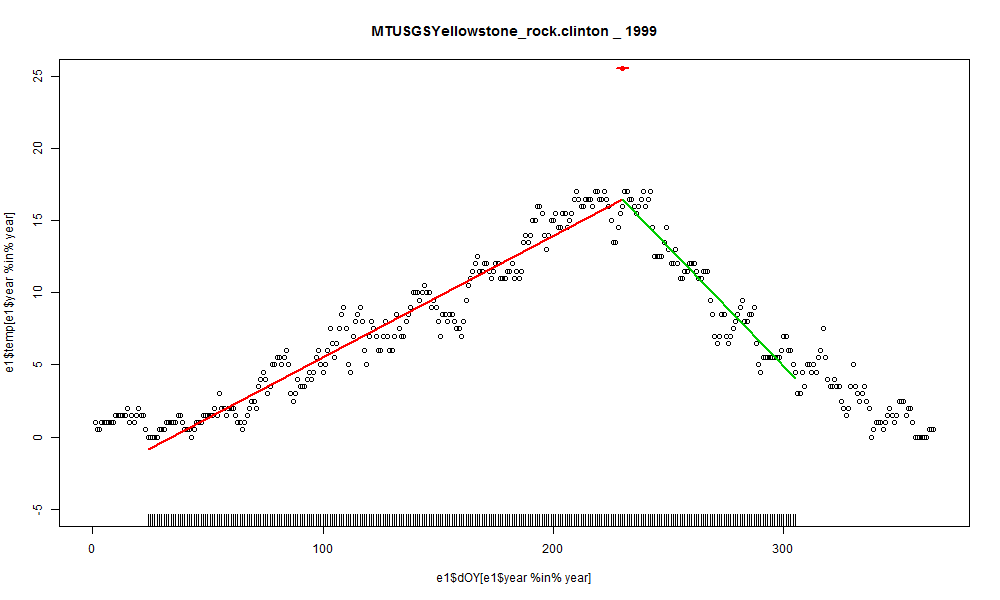 MTUSGSYellowstone_rock.clinton _ 1999
e1$temp[e1$year %in% year]
25
20
15
10
5
0
-5
0 100 200 300
e1$dOY[e1$year %in% year]